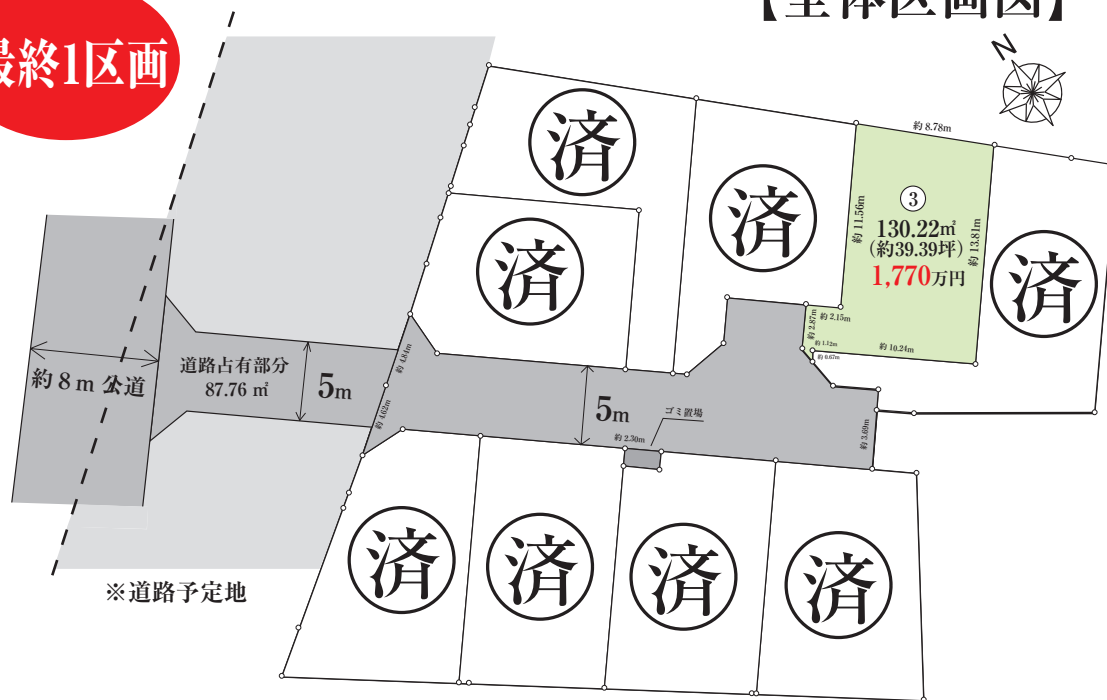 【全体区画図】
最終1区画
N
済
済
済
済
約 8.78m
約 11.56m
③
130.22㎡
(約39.39坪)
1,770万円
約 13.81m
約 2.87m
約 2.15m
約 1.12m
約 0.67m
約 10.24m
約 8 m 公道
道路占有部分
87.76 ㎡
5m
約 4.84m
約 4.62m
5m
約 2.30m
ゴミ置場
約 3.69m
済
済
済
済
※道路予定地